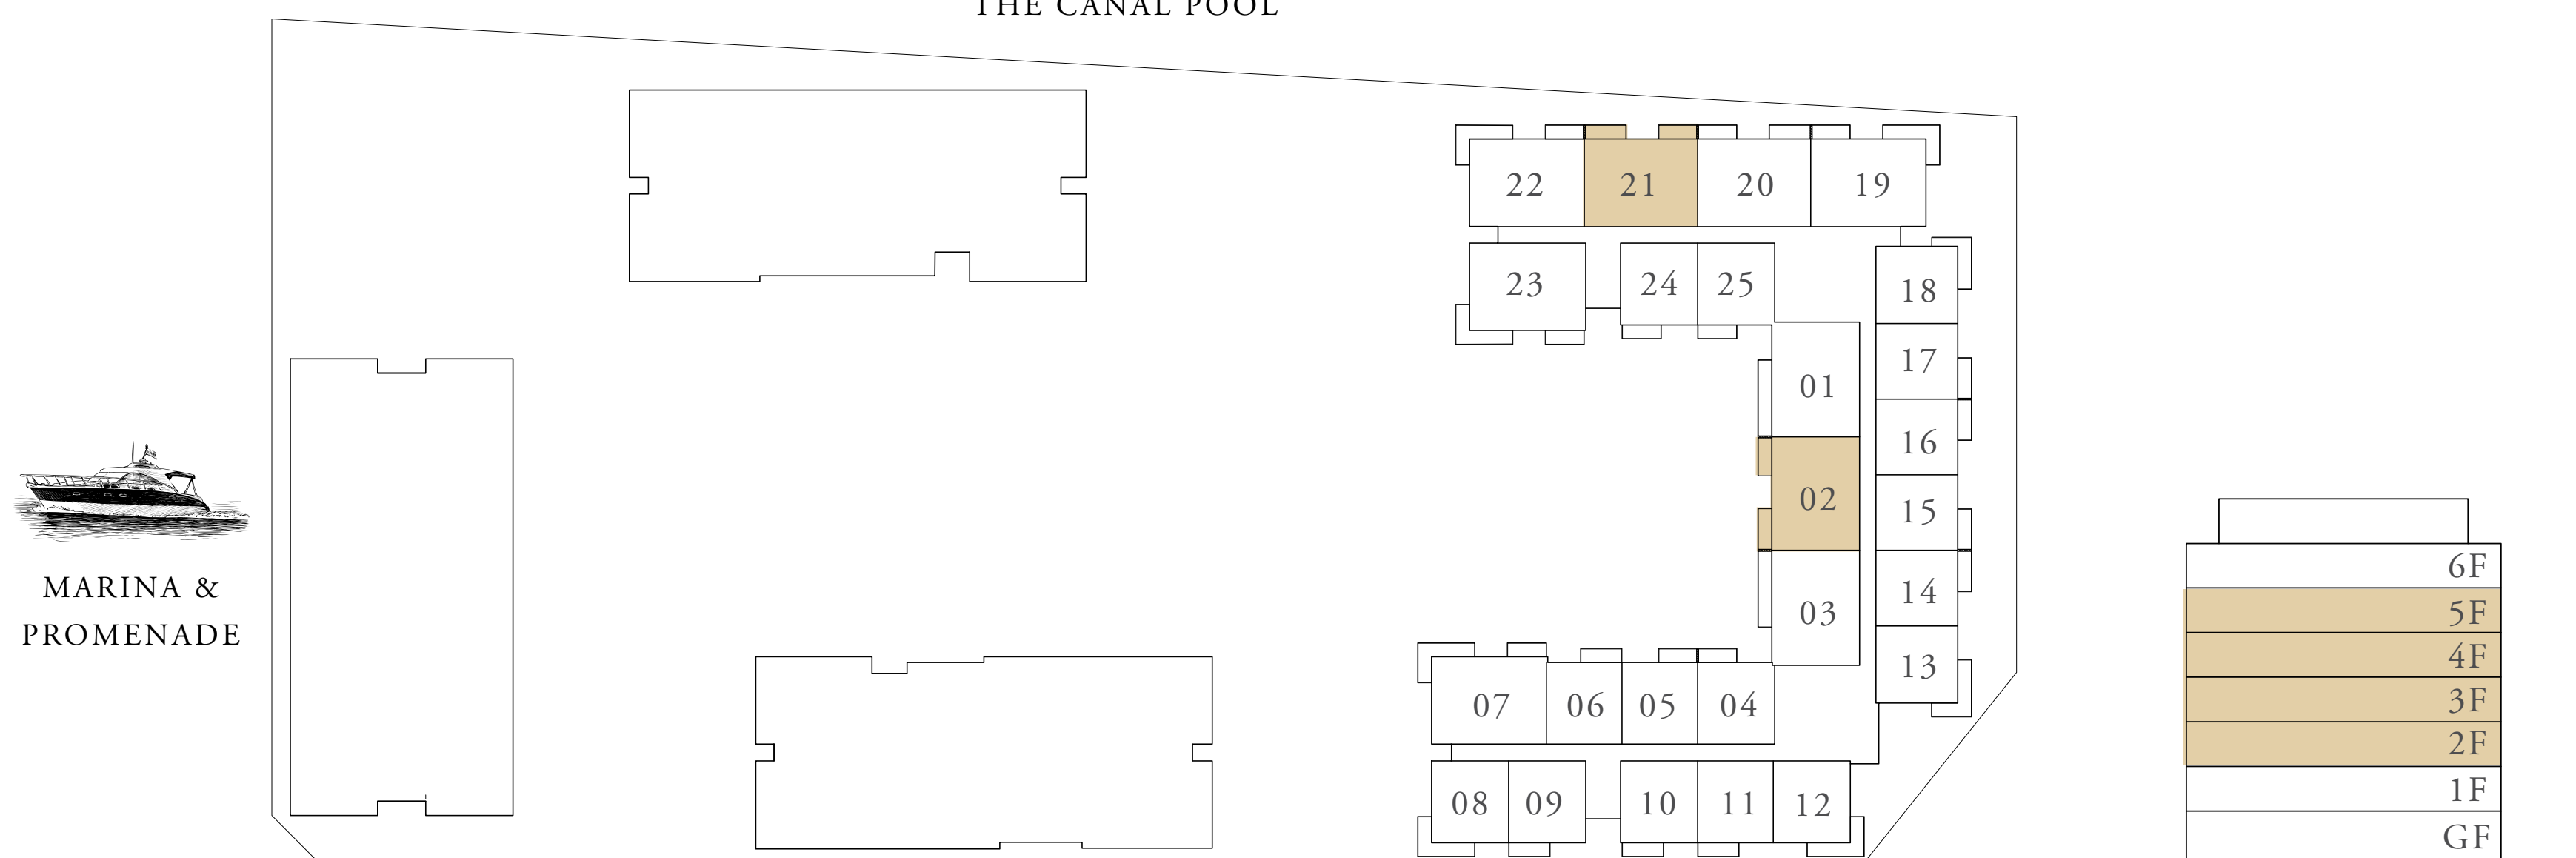 THE CANAL POOL
22 21 20 19
23 24 25 18
17
01
16
02
15
14
03
13
07 06 05 04
08 09 10 11 12
MARINA &
PROMENADE
6F
5F
4F
3F
2F
1F
GF